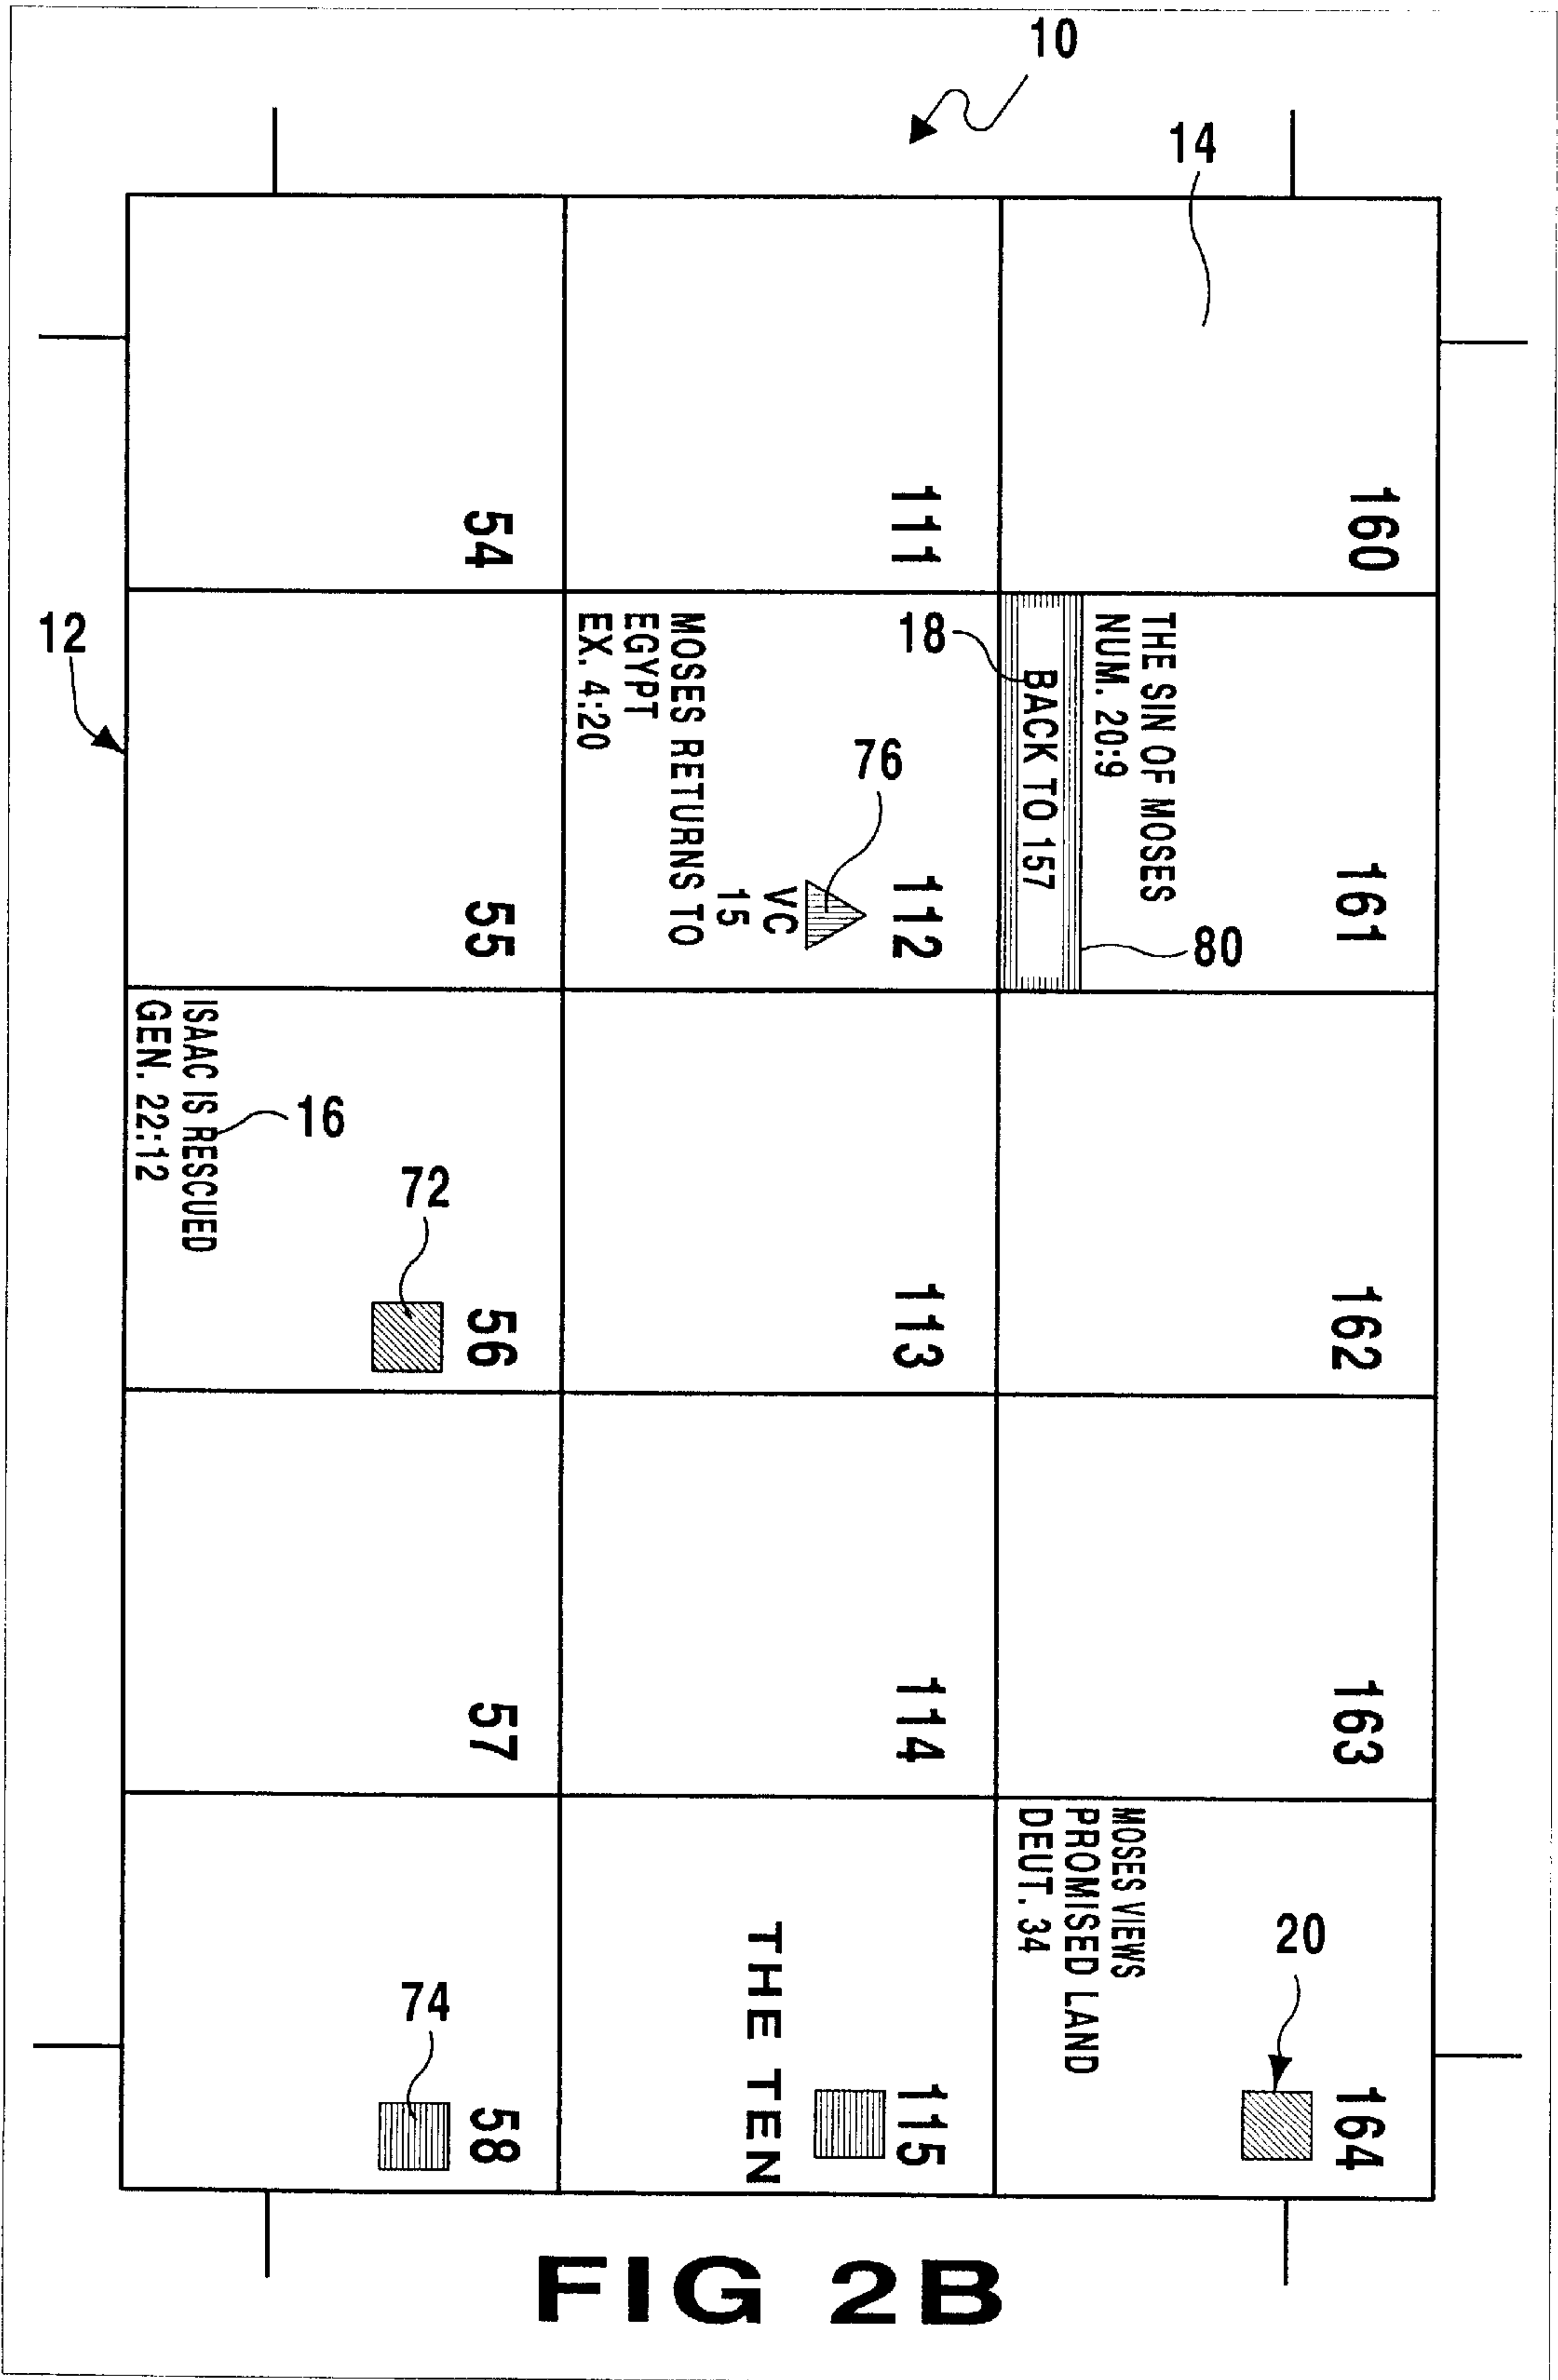 10
14
160
161
162
163
164
THE SIN OF MOSES
NUM. 20:9
18
BACK TO 157
80
MOSES VIEWS
PROMISED LAND
DEUT. 34
20
111
112
113
114
115
76
VC
15
MOSES RETURNS TO
EGYPT
EX. 4:20
THE TEN
54
55
56
57
58
12
16
ISAAC IS RESCUED
GEN. 22:12
72
74
FIG 2B